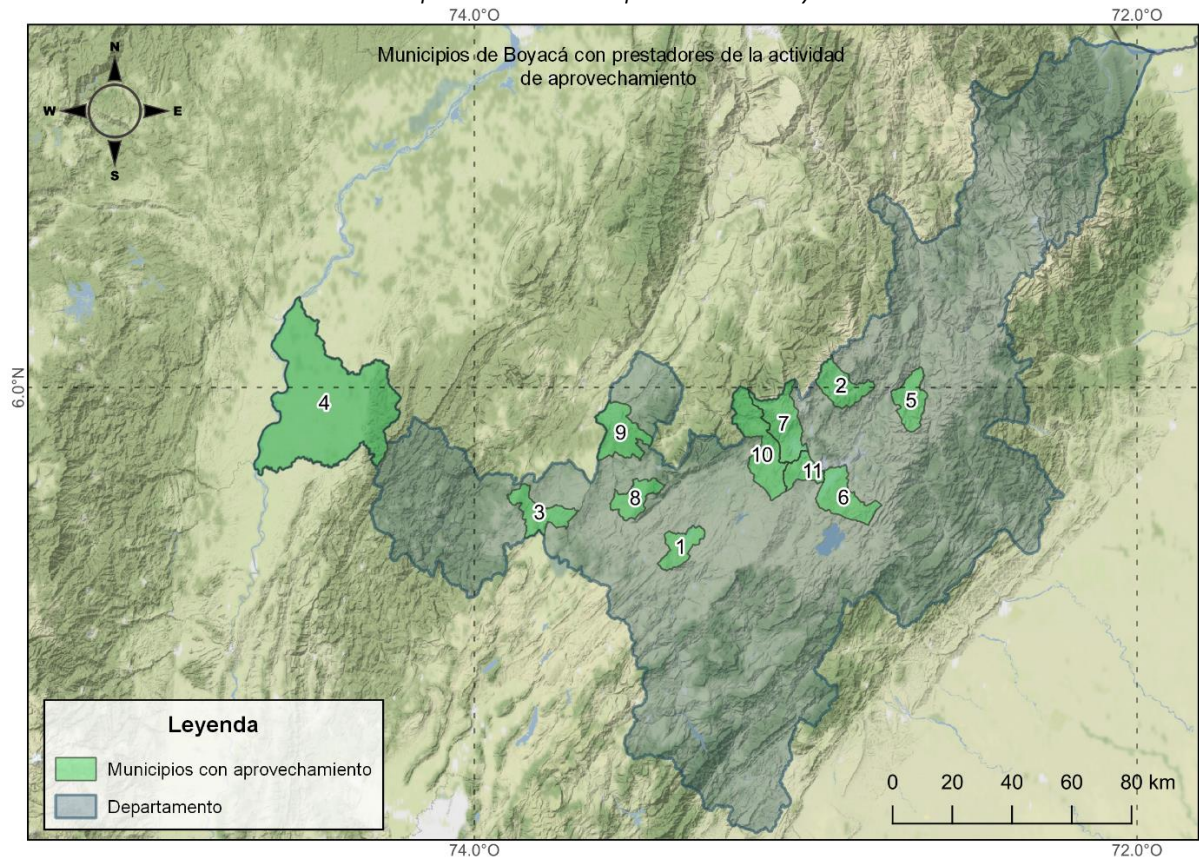 74.0°O
72.0°O
Municipios de Boyacá con prestadores de la actividad
de aprovechamiento
N
W
E
S
6.0°N
4
2
5
9
7
10
11
3
8
6
1
Leyenda
Municipios con aprovechamiento
Departamento
0 20 40 60 80 km
74.0°O
72.0°O